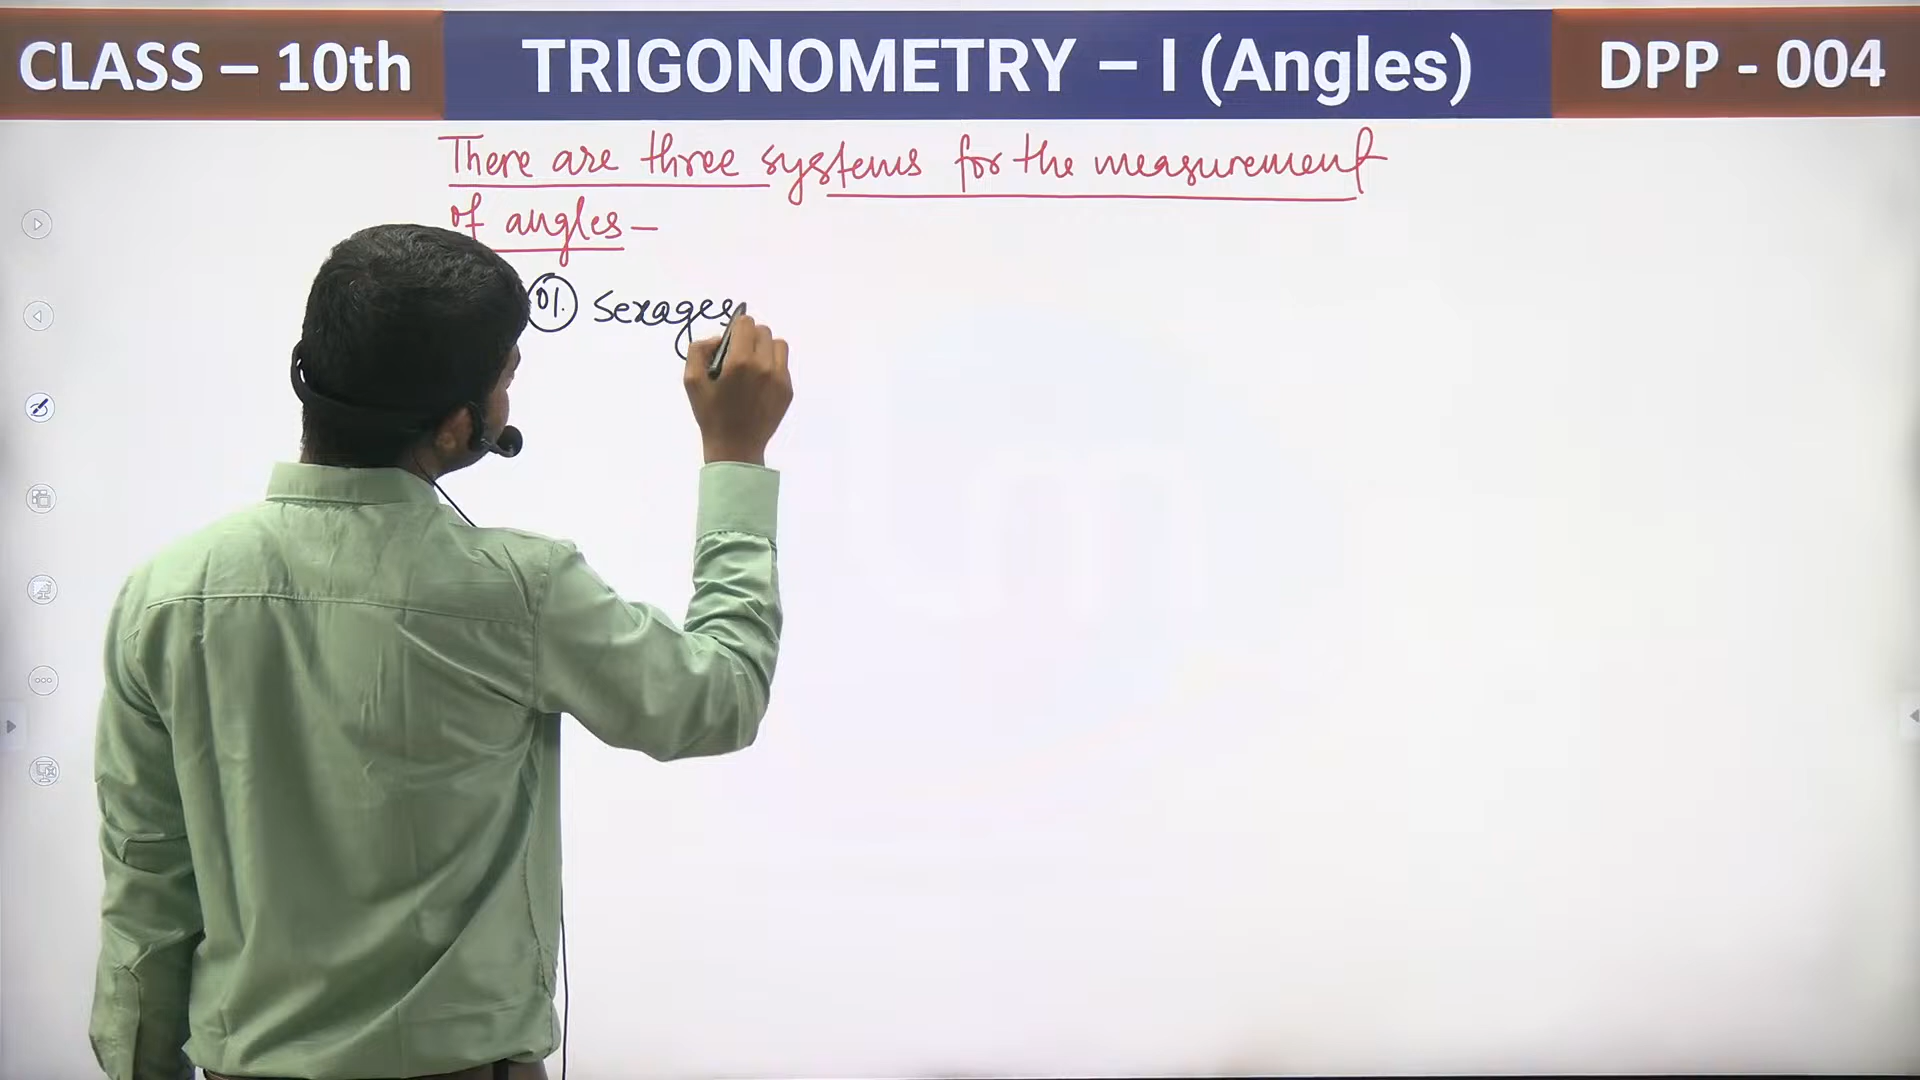 CLASS – 10th
TRIGONOMETRY – I (Angles)
DPP - 004
There are three systems for the measurement
of angles –
01. Sexages